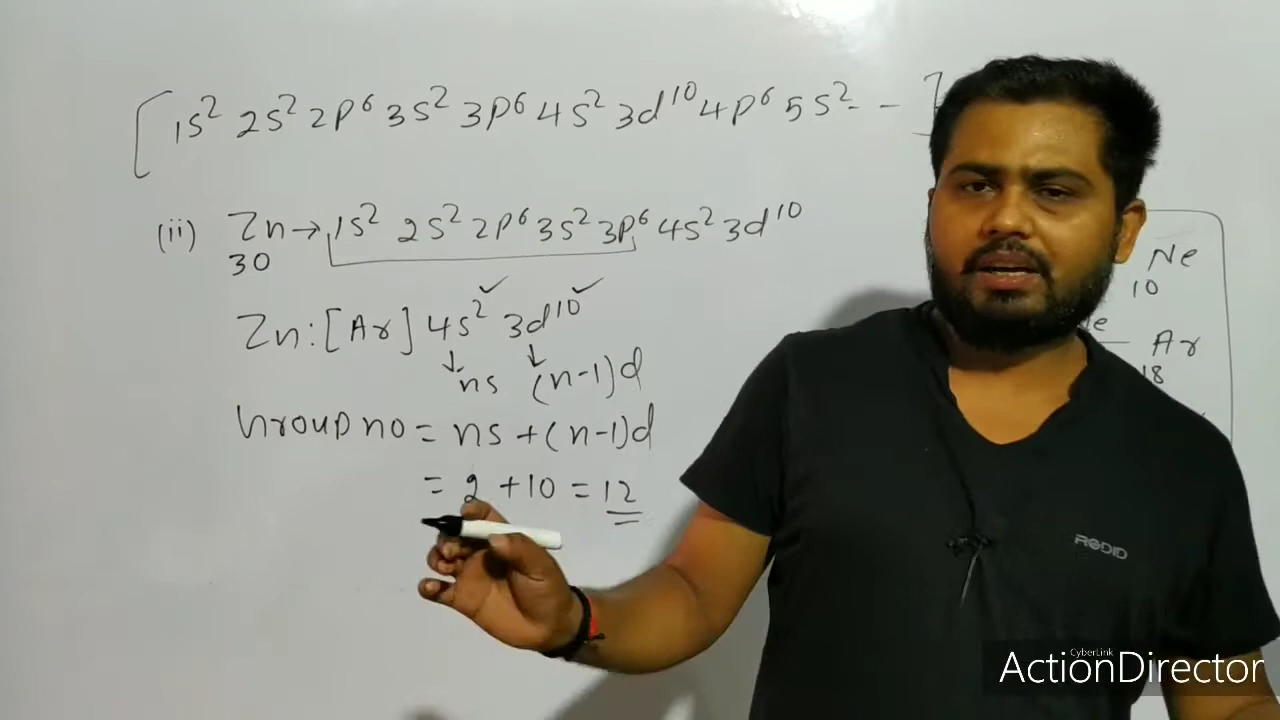 [1s² 2s² 2p⁶ 3s² 3p⁶ 4s² 3d¹⁰ 4p⁶ 5s² -
(ii) Zn → 1s² 2s² 2p⁶ 3s² 3p⁶ 4s² 3d¹⁰
30
Zn : [Ar] 4s² 3d¹⁰
ns (n-1)d
Group no = ns + (n-1)d
= 2 + 10 = 12
Ne
10
Ar
18
RODID
CyberLink
ActionDirector